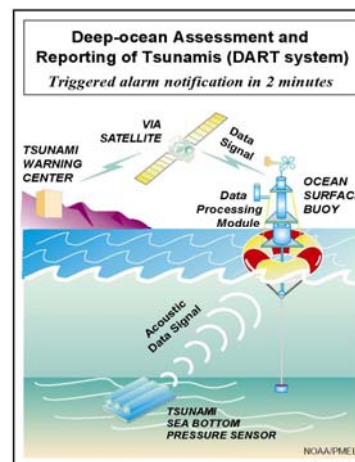 Deep-ocean Assessment and
Reporting of Tsunamis (DART system)
Triggered alarm notification in 2 minutes
VIA
SATELLITE
Data
Signal
TSUNAMI
WARNING
CENTER
Data
Processing
Module
OCEAN
SURFACE
BUOY
Acoustic
Data Signal
TSUNAMI
SEA BOTTOM
PRESSURE SENSOR
NOAA/PMEL